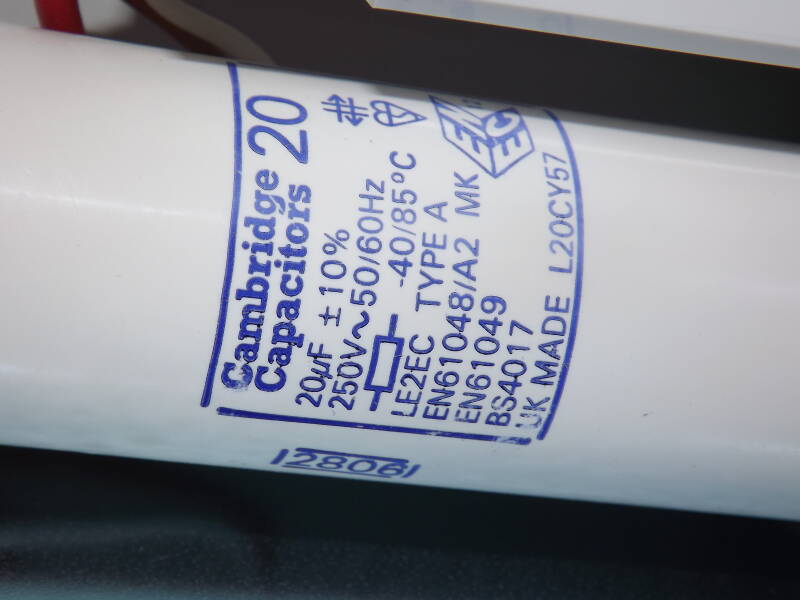 Cambridge
Capacitors 20
20µF ±10%
250V~50/60Hz
-40/85°C
LE2EC TYPE A
EN61048/A2 MK
EN61049
BS4017
UK MADE L20CY57
2806